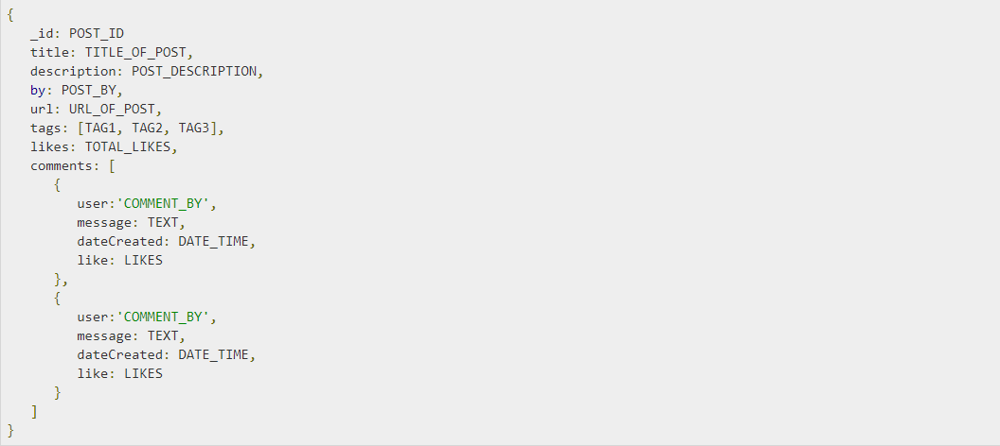 {
   _id: POST_ID
   title: TITLE_OF_POST,
   description: POST_DESCRIPTION,
   by: POST_BY,
   url: URL_OF_POST,
   tags: [TAG1, TAG2, TAG3],
   likes: TOTAL_LIKES,
   comments: [
      {
         user:'COMMENT_BY',
         message: TEXT,
         dateCreated: DATE_TIME,
         like: LIKES
      },
      {
         user:'COMMENT_BY',
         message: TEXT,
         dateCreated: DATE_TIME,
         like: LIKES
      }
   ]
}